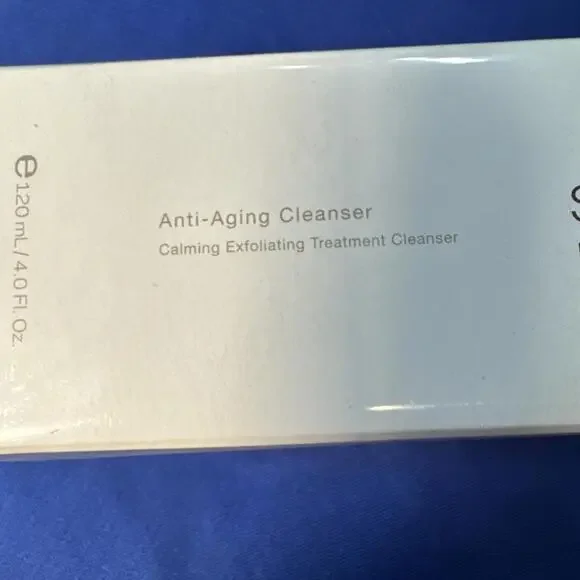 Anti-Aging Cleanser
Calming Exfoliating Treatment Cleanser
e 120 mL / 4.0 Fl. Oz.